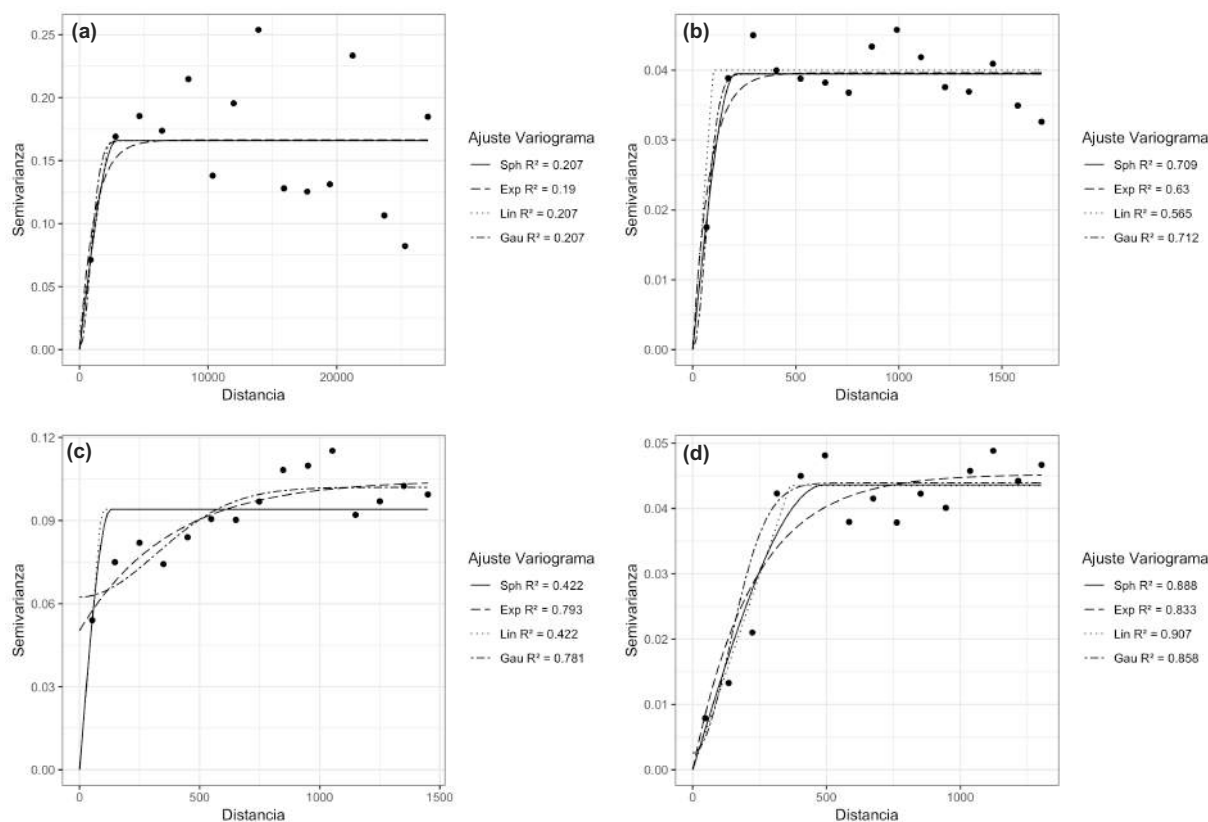 (a)
0.25
0.20
0.15
0.10
0.05
0.00
Semivarianza
0
10000
20000
Distancia
Ajuste Variograma
Sph R² = 0.207
Exp R² = 0.19
Lin R² = 0.207
Gau R² = 0.207
(b)
0.04
0.03
0.02
0.01
0.00
Semivarianza
0
500
1000
1500
Distancia
Ajuste Variograma
Sph R² = 0.709
Exp R² = 0.63
Lin R² = 0.565
Gau R² = 0.712
(c)
0.12
0.09
0.06
0.03
0.00
Semivarianza
0
500
1000
1500
Distancia
Ajuste Variograma
Sph R² = 0.422
Exp R² = 0.793
Lin R² = 0.422
Gau R² = 0.781
(d)
0.05
0.04
0.03
0.02
0.01
0.00
Semivarianza
0
500
1000
Distancia
Ajuste Variograma
Sph R² = 0.888
Exp R² = 0.833
Lin R² = 0.907
Gau R² = 0.858